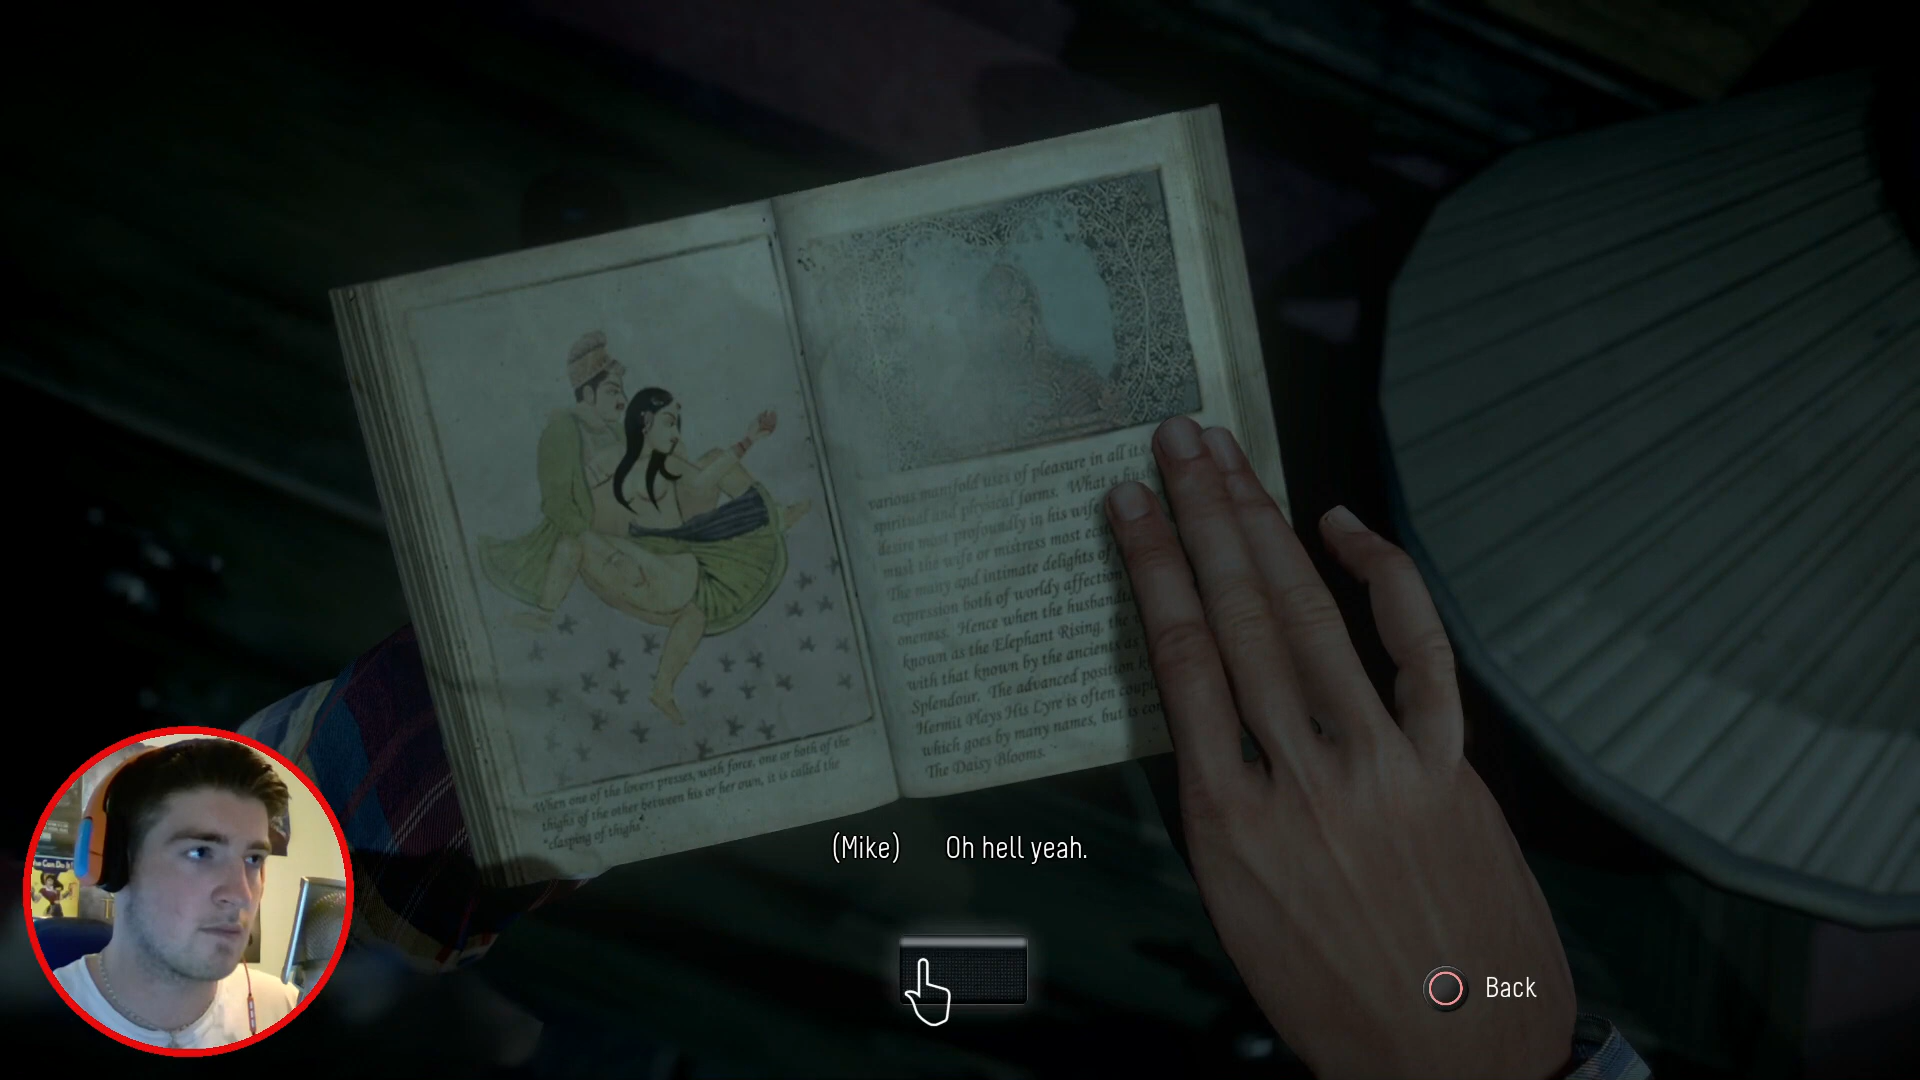 When one of the lovers presses, with force, one or both of the
thighs of the other between his or her own, it is called the
"clasping of thighs"
various manifold uses of pleasure in all its
spiritual and physical forms. What a husb
desire most profoundly in his wife
must the wife or mistress most ecs
The many and intimate delights of
expression both of worldy affection
oneness. Hence when the husband
known as the Elephant Rising, the
with that known by the ancients as
Splendour. The advanced position k
Hermit Plays His Lyre is often coupl
which goes by many names, but is co
The Daisy Blooms.
(Mike) Oh hell yeah.
Back